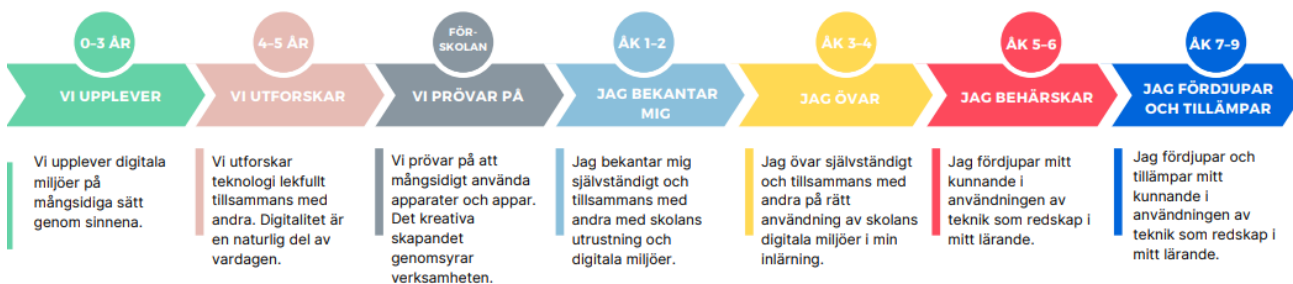 0-3 ÅR
VI UPPLEVER
Vi upplever digitala
miljöer på
mångsidiga sätt
genom sinnena.
4-5 ÅR
VI UTFORSKAR
Vi utforskar
teknologi lekfullt
tillsammans med
andra. Digitalitet är
en naturlig del av
vardagen.
FÖR-
SKOLAN
VI PRÖVAR PÅ
Vi prövar på att
mångsidigt använda
apparater och appar.
Det kreativa
skapandet
genomsyrar
verksamheten.
ÅK 1-2
JAG BEKANTAR
MIG
Jag bekantar mig
självständigt och
tillsammans med
andra med skolans
utrustning och
digitala miljöer.
ÅK 3-4
JAG ÖVAR
Jag övar självständigt
och tillsammans med
andra på rätt
användning av skolans
digitala miljöer i min
inlärning.
ÅK 5-6
JAG BEHÄRSKAR
Jag fördjupar mitt
kunnande i
användningen av
teknik som redskap i
mitt lärande.
ÅK 7-9
JAG FÖRDJUPAR
OCH TILLÄMPAR
Jag fördjupar och
tillämpar mitt
kunnande i
användningen av
teknik som redskap i
mitt lärande.